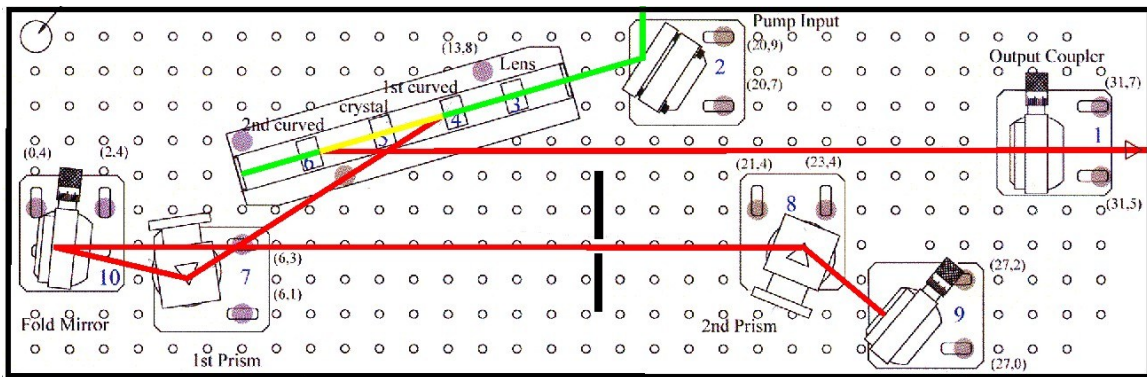 Pump Input
(20,9)
2
(20,7)
(13,8)
Lens
3
1st curved
4
crystal
5
2nd curved
6
Output Coupler
(31,7)
1
(31,5)
(0,4)
(2,4)
10
Fold Mirror
7
(6,3)
(6,1)
1st Prism
(21,4)
(23,4)
8
2nd Prism
(27,2)
9
(27,0)